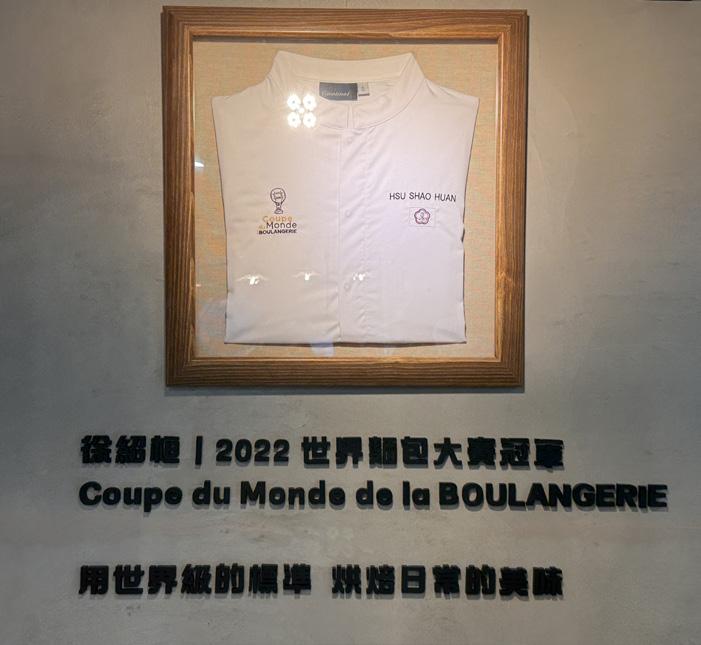 HSU SHAO HUAN
Coupe
du Monde
BOULANGERIE
徐紹桓 | 2022 世界麵包大賽冠軍
Coupe du Monde de la BOULANGERIE
用世界級的標準 烘焙日常的美味